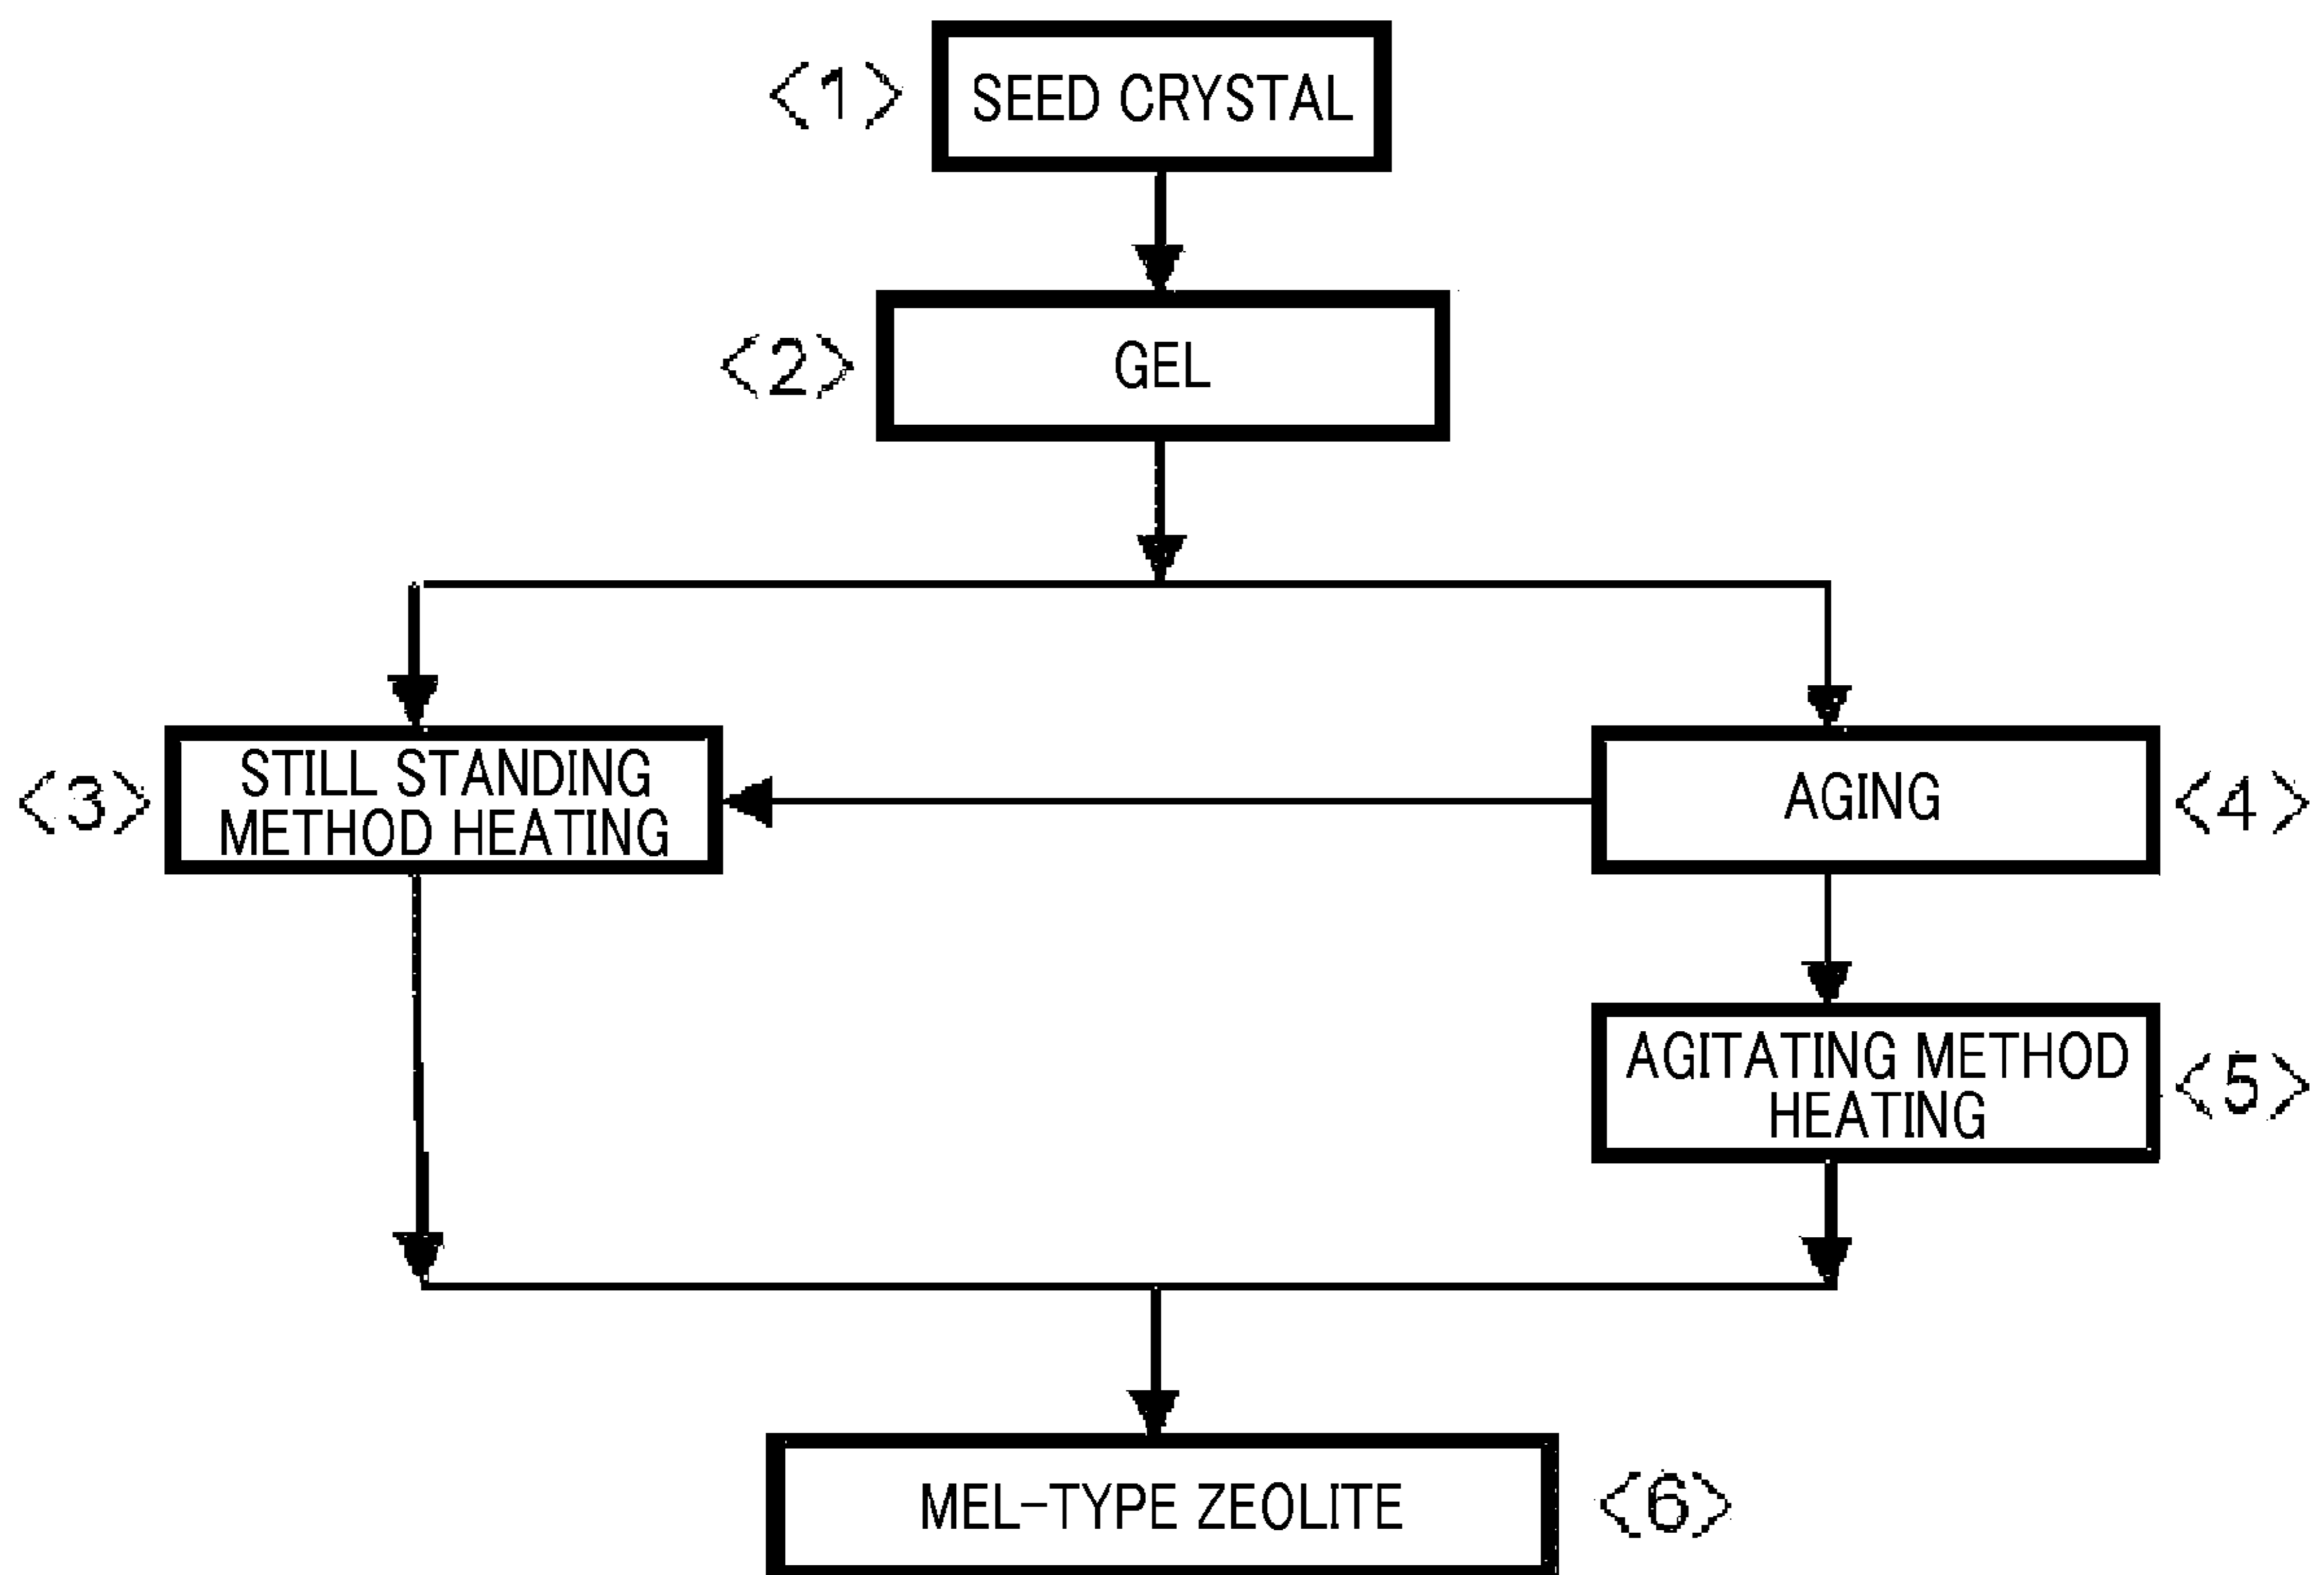 <1> SEED CRYSTAL
<2> GEL
<3> STILL STANDING
METHOD HEATING
AGING <4>
AGITATING METHOD
HEATING <5>
MEL-TYPE ZEOLITE <6>